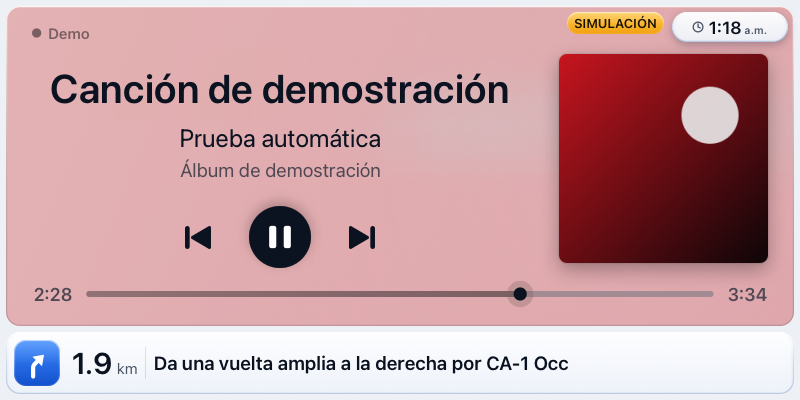 Demo
SIMULACIÓN
1:18 a.m.
Canción de demostración
Prueba automática
Álbum de demostración
2:28
3:34
1.9 km
Da una vuelta amplia a la derecha por CA-1 Occ